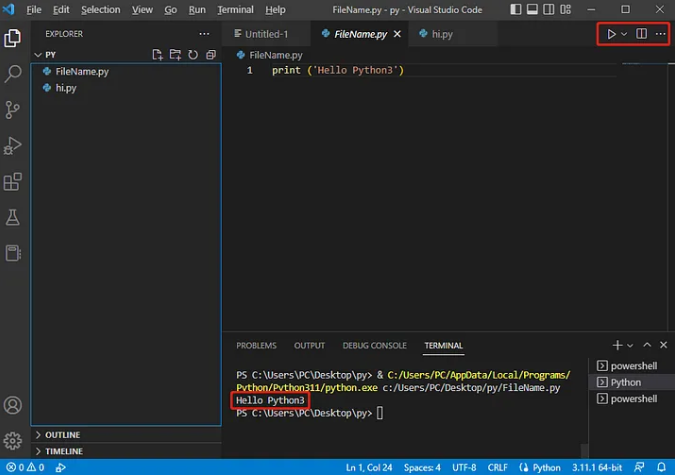 File Edit Selection View Go Run Terminal Help FileName.py - py - Visual Studio Code
EXPLORER
PY
FileName.py
hi.py
OUTLINE
TIMELINE
Untitled-1 FileName.py hi.py
FileName.py
1 print ('Hello Python3')
PROBLEMS OUTPUT DEBUG CONSOLE TERMINAL
PS C:\Users\PC\Desktop\py> & C:/Users/PC/AppData/Local/Programs/
Python/Python311/python.exe c:/Users/PC/Desktop/py/FileName.py
Hello Python3
PS C:\Users\PC\Desktop\py>
powershell
Python
powershell
0 0 Ln 1, Col 24 Spaces: 4 UTF-8 CRLF Python 3.11.1 64-bit